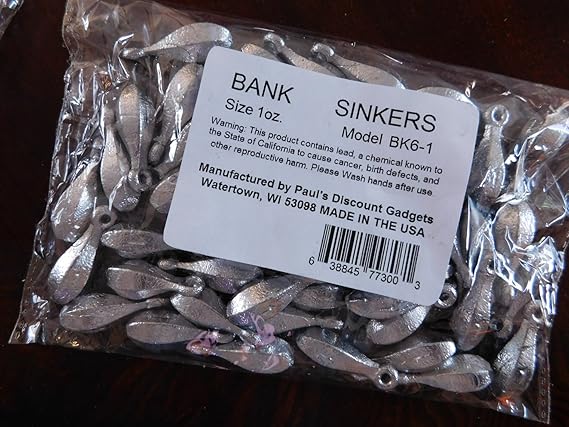 BANK SINKERS
Size 1oz. Model BK6-1
Warning: This product contains lead, a chemical known to
the State of California to cause cancer, birth defects, and
other reproductive harm. Please Wash hands after use.
Manufactured by Paul's Discount Gadgets
Watertown, WI 53098 MADE IN THE USA
6 38845 77300 3